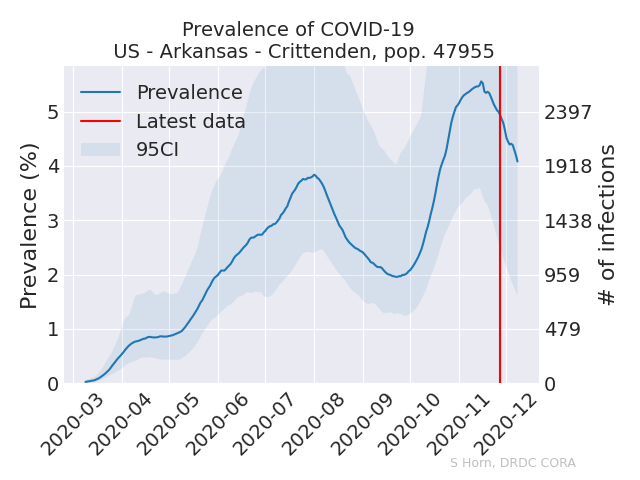 Prevalence of COVID-19
US - Arkansas - Crittenden, pop. 47955
Prevalence
Latest data
95CI
Prevalence (%)
5
4
3
2
1
0
2397
1918
1438
959
479
0
# of infections
2020-03
2020-04
2020-05
2020-06
2020-07
2020-08
2020-09
2020-10
2020-11
2020-12
S Horn, DRDC CORA